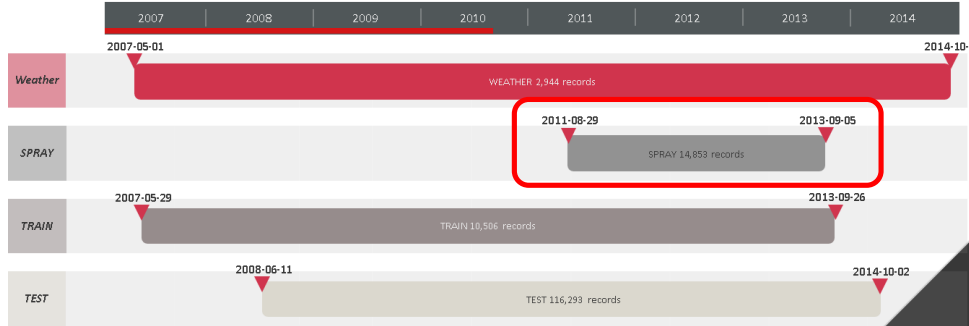 2007 2008 2009 2010 2011 2012 2013 2014
2007-05-01 2014-10-
Weather WEATHER 2,944 records
2011-08-29 2013-09-05
SPRAY SPRAY 14,853 records
2007-05-29 2013-09-26
TRAIN TRAIN 10,506 records
2008-06-11 2014-10-02
TEST TEST 116,293 records